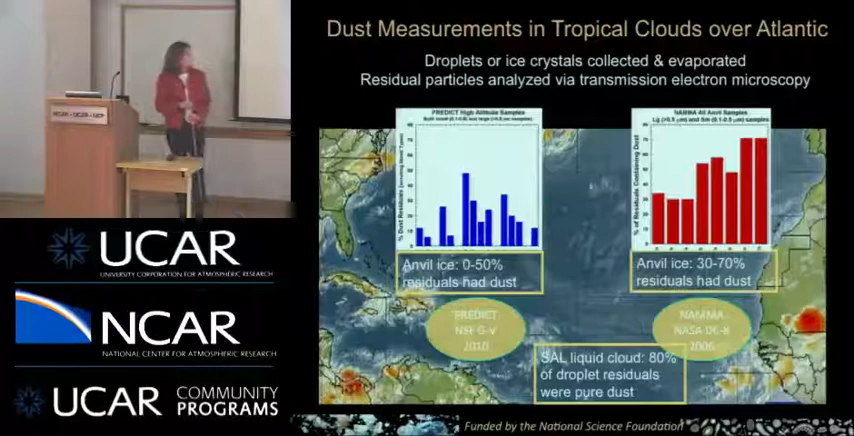 Dust Measurements in Tropical Clouds over Atlantic
Droplets or ice crystals collected & evaporated
Residual particles analyzed via transmission electron microscopy
PREDICT High Altitude Samples
NAMMA All Anvil Samples
% of Residuals Containing Dust
NCAR - UCAR - UCP
Anvil ice: 0-50%
residuals had dust
Anvil ice: 30-70%
residuals had dust
PREDICT
NSF G-V
2010
NAMMA
NASA DC-8
2006
SAL liquid cloud: 80%
of droplet residuals
were pure dust
UCAR
UNIVERSITY CORPORATION FOR ATMOSPHERIC RESEARCH
NCAR
NATIONAL CENTER FOR ATMOSPHERIC RESEARCH
UCAR COMMUNITY
PROGRAMS
Funded by the National Science Foundation